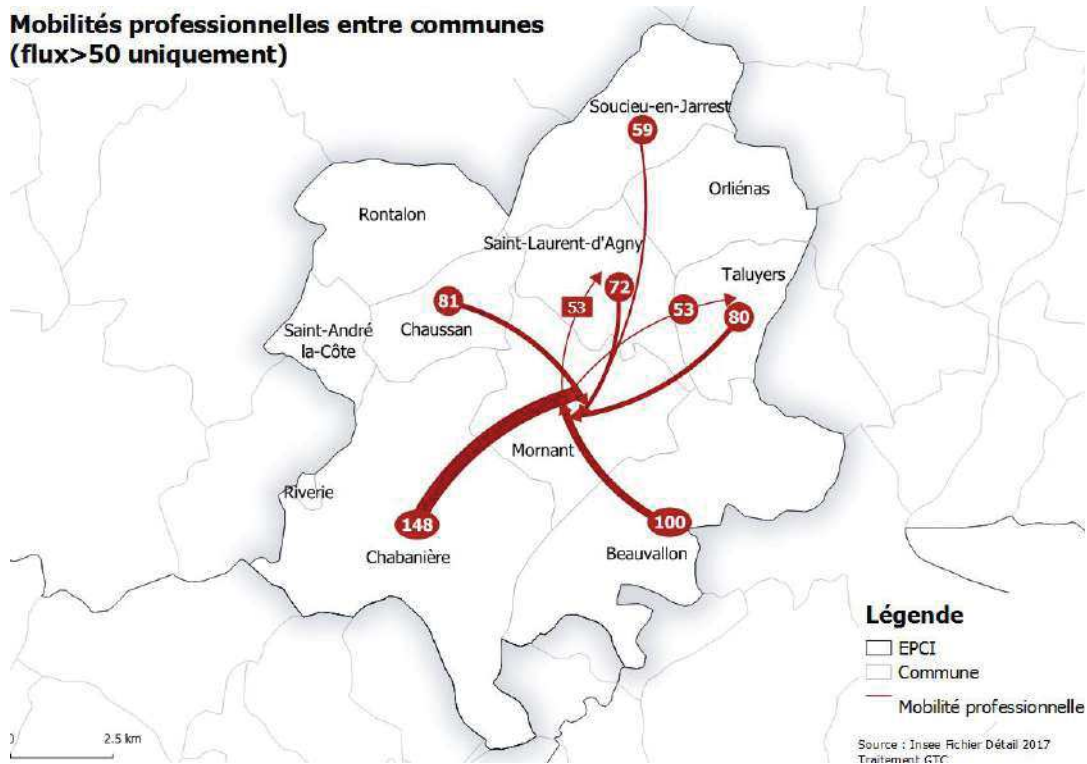 Mobilités professionnelles entre communes
(flux>50 uniquement)
Soucieu-en-Jarrest
59
Orliénas
Rontalon
Saint-Laurent-d'Agny
Taluyers
81
53
72
53
80
Chaussan
Saint-André
la-Côte
Mornant
Riverie
148
100
Chabanière
Beauvallon
Légende
EPCI
Commune
Mobilité professionnelle
0 2.5 km
Source : Insee Fichier Détail 2017
Traitement GTC